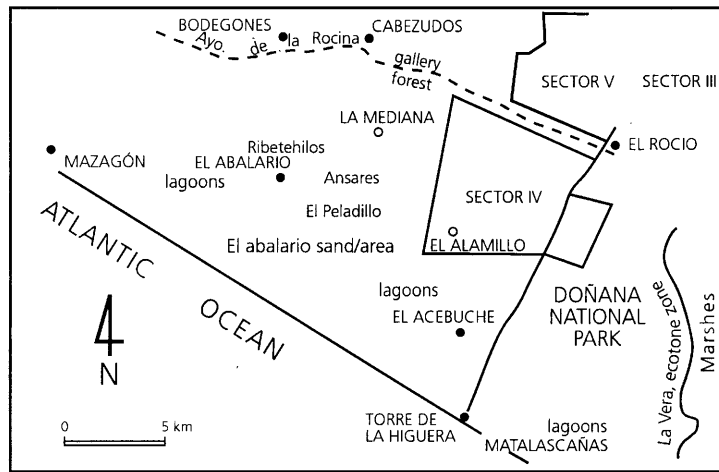 BODEGONES
CABEZUDOS
Ayo. de la Rocina
gallery
forest
SECTOR V
SECTOR III
LA MEDIANA
EL ROCIO
Ribetehilos
MAZAGÓN
EL ABALARIO
lagoons
Ansares
SECTOR IV
El Peladillo
EL ALAMILLO
El abalario sand/area
ATLANTIC OCEAN
lagoons
DOÑANA
NATIONAL
PARK
EL ACEBUCHE
La Vera, ecotone zone
Marshes
N
0 5 km
TORRE DE
LA HIGUERA
lagoons
MATALASCAÑAS